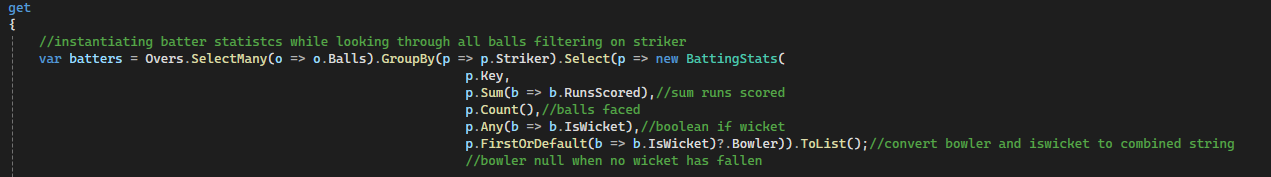 get
{
//instantiating batter statistcs while looking through all balls filtering on striker
var batters = Overs.SelectMany(o => o.Balls).GroupBy(p => p.Striker).Select(p => new BattingStats(
p.Key,
p.Sum(b => b.RunsScored),//sum runs scored
p.Count(),//balls faced
p.Any(b => b.IsWicket),//boolean if wicket
p.FirstOrDefault(b => b.IsWicket)?.Bowler)).ToList();//convert bowler and iswicket to combined string
//bowler null when no wicket has fallen